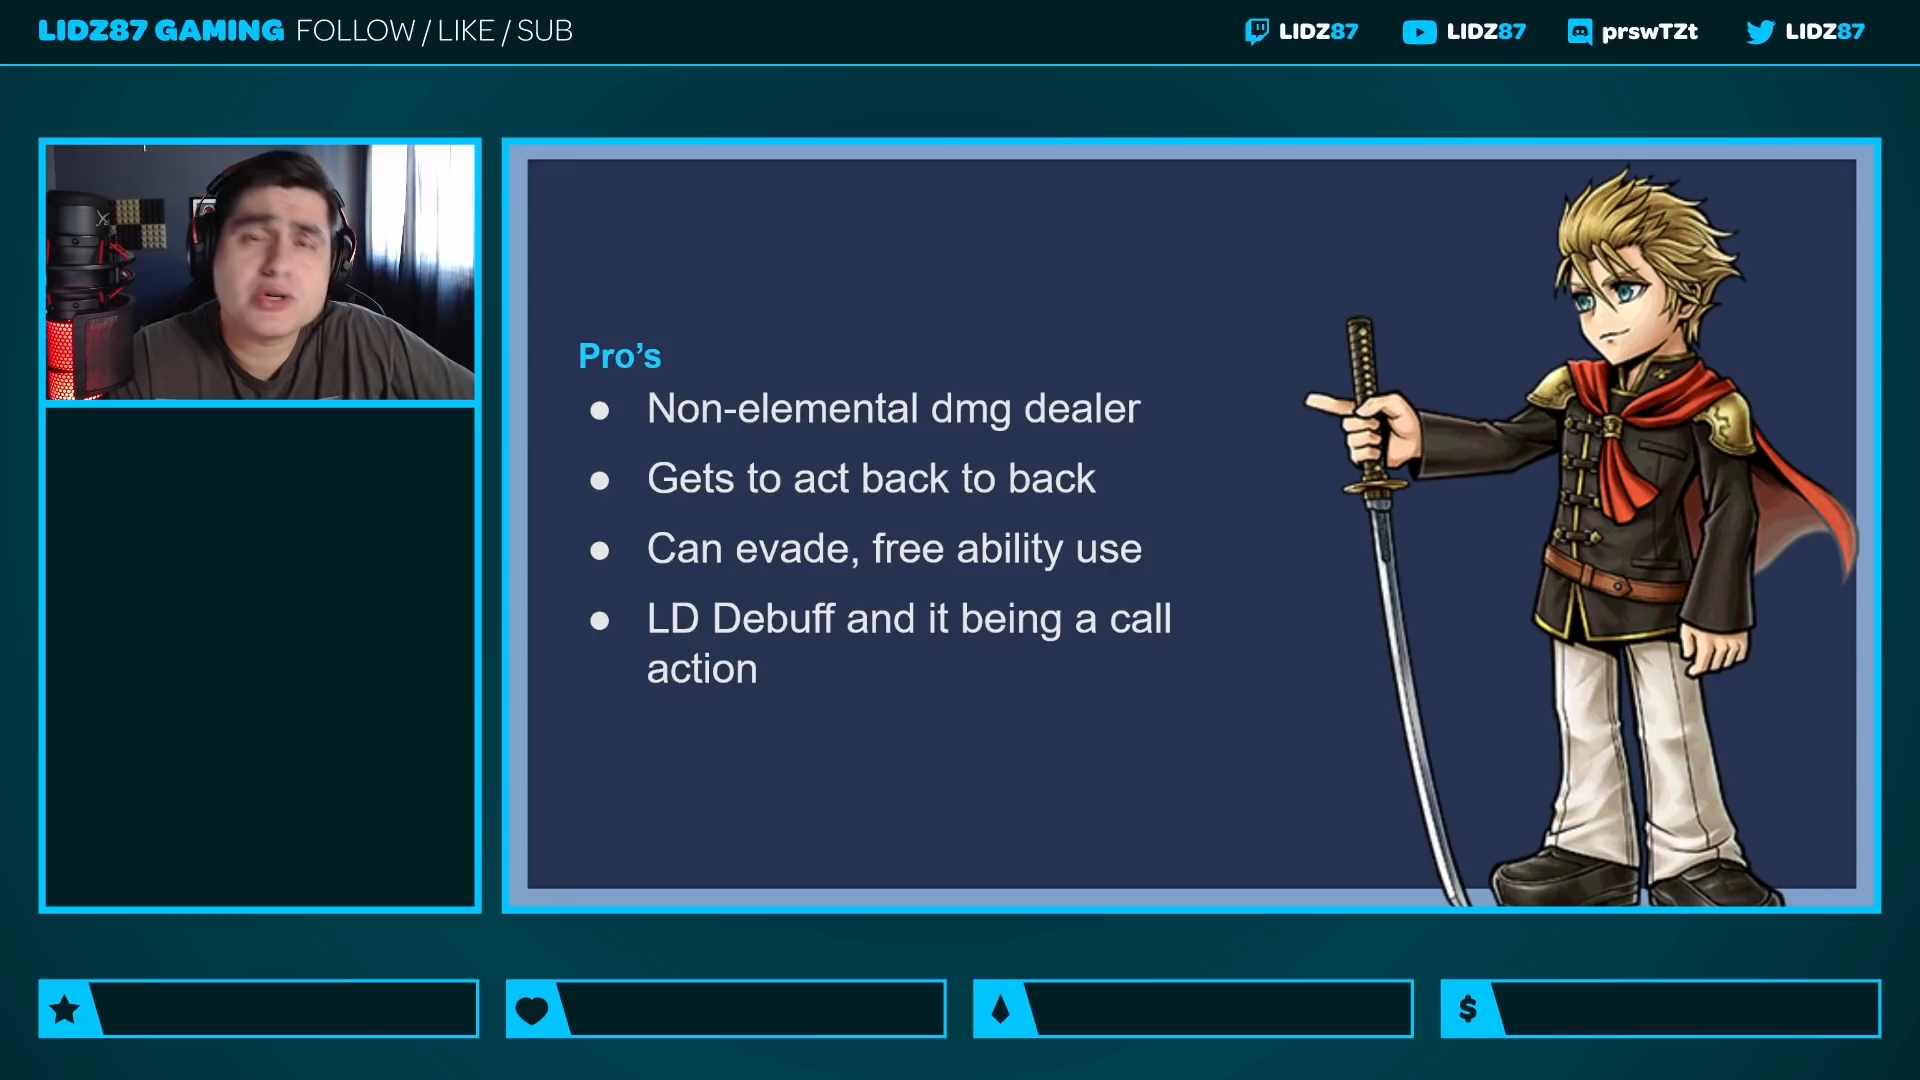 LIDZ87 GAMING FOLLOW / LIKE / SUB
LIDZ87
LIDZ87
prswTZt
LIDZ87
Pro’s
● Non-elemental dmg dealer
● Gets to act back to back
● Can evade, free ability use
● LD Debuff and it being a call
action
$